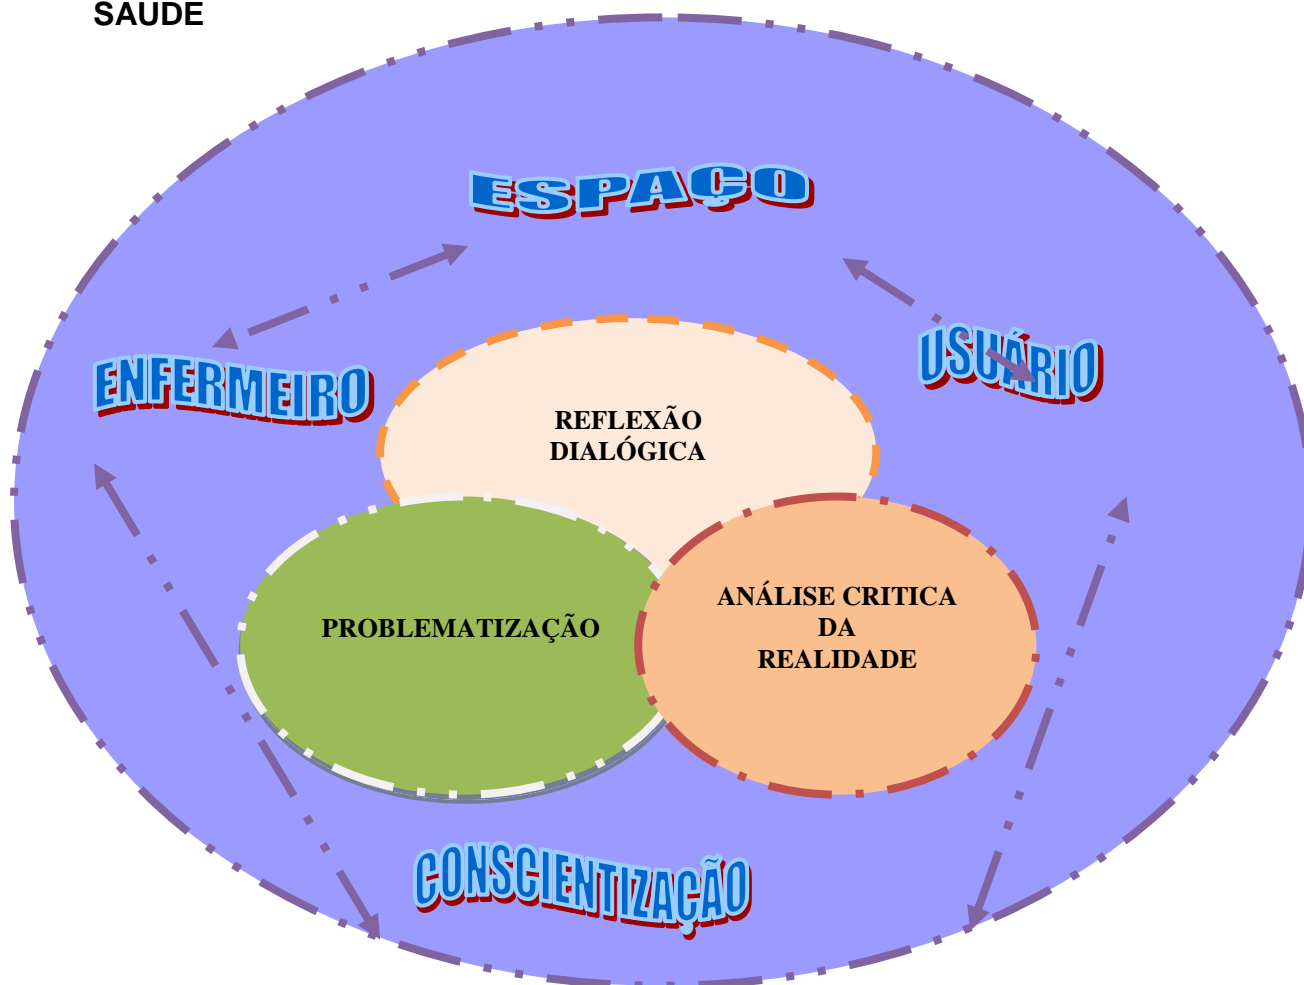 SAUDE
ESPAÇO
ENFERMEIRO
USUÁRIO
REFLEXÃO
DIALÓGICA
PROBLEMATIZAÇÃO
ANÁLISE CRITICA
DA
REALIDADE
CONSCIENTIZAÇÃO